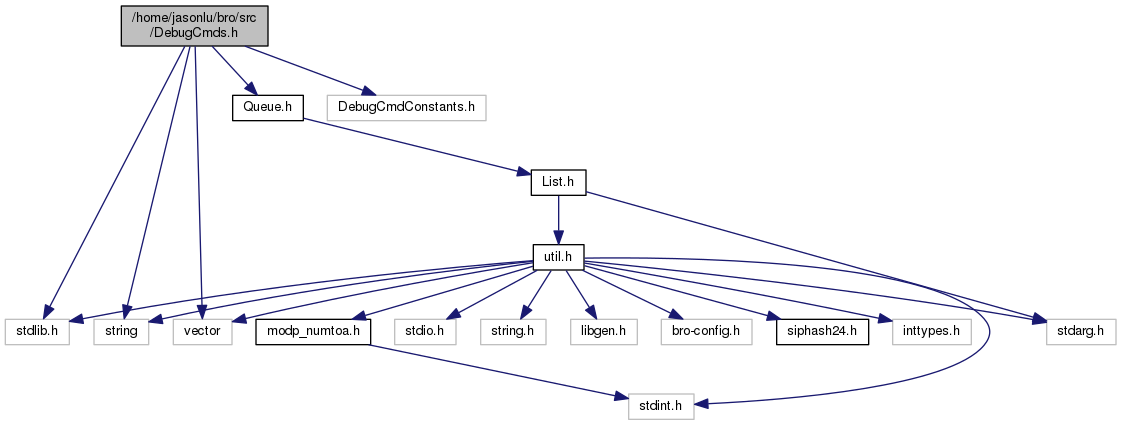 /home/jasonlu/bro/src
/DebugCmds.h
Queue.h
DebugCmdConstants.h
List.h
util.h
stdlib.h
string
vector
modp_numtoa.h
stdio.h
string.h
libgen.h
bro-config.h
siphash24.h
inttypes.h
stdarg.h
stdint.h